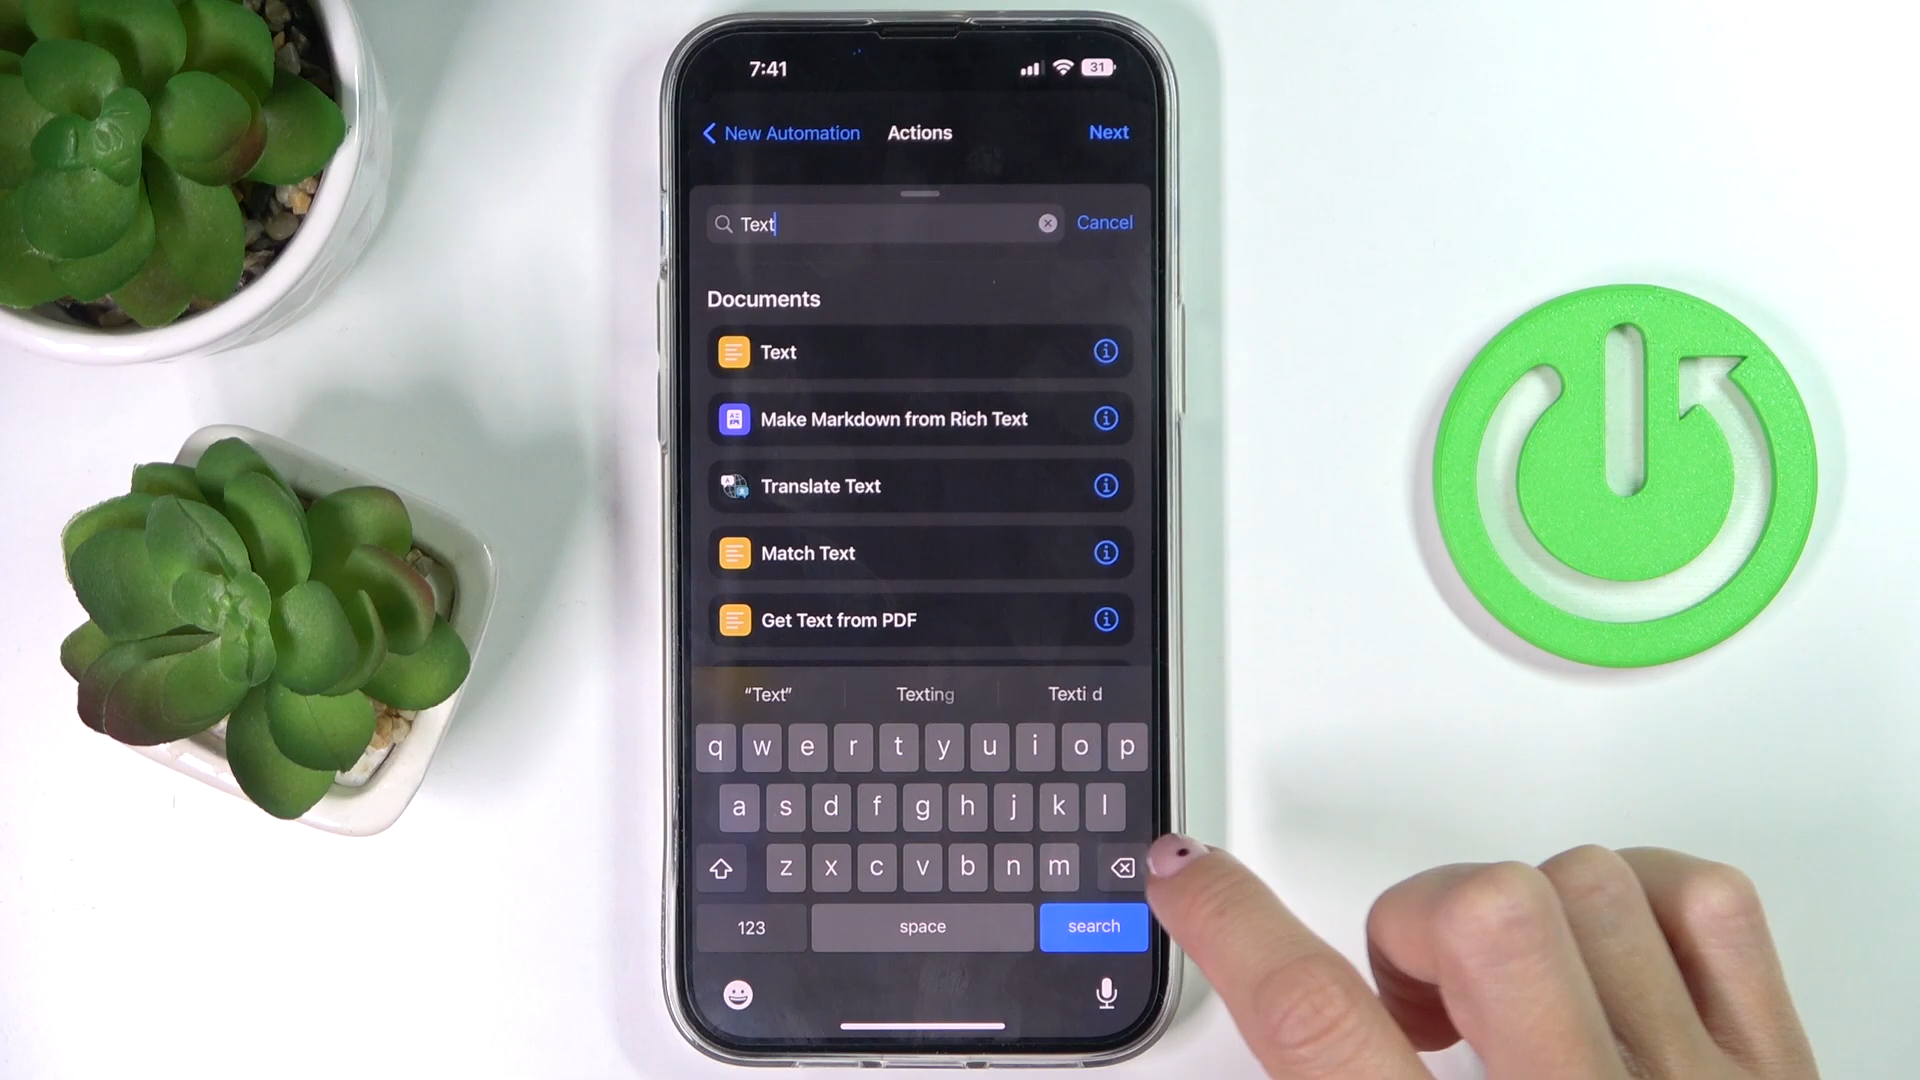 7:41
31
New Automation Actions Next
Text Cancel
Documents
Text
Make Markdown from Rich Text
Translate Text
Match Text
Get Text from PDF
“Text” Texting Texti d
q w e r t y u i o p
a s d f g h j k l
z x c v b n m
123 space search